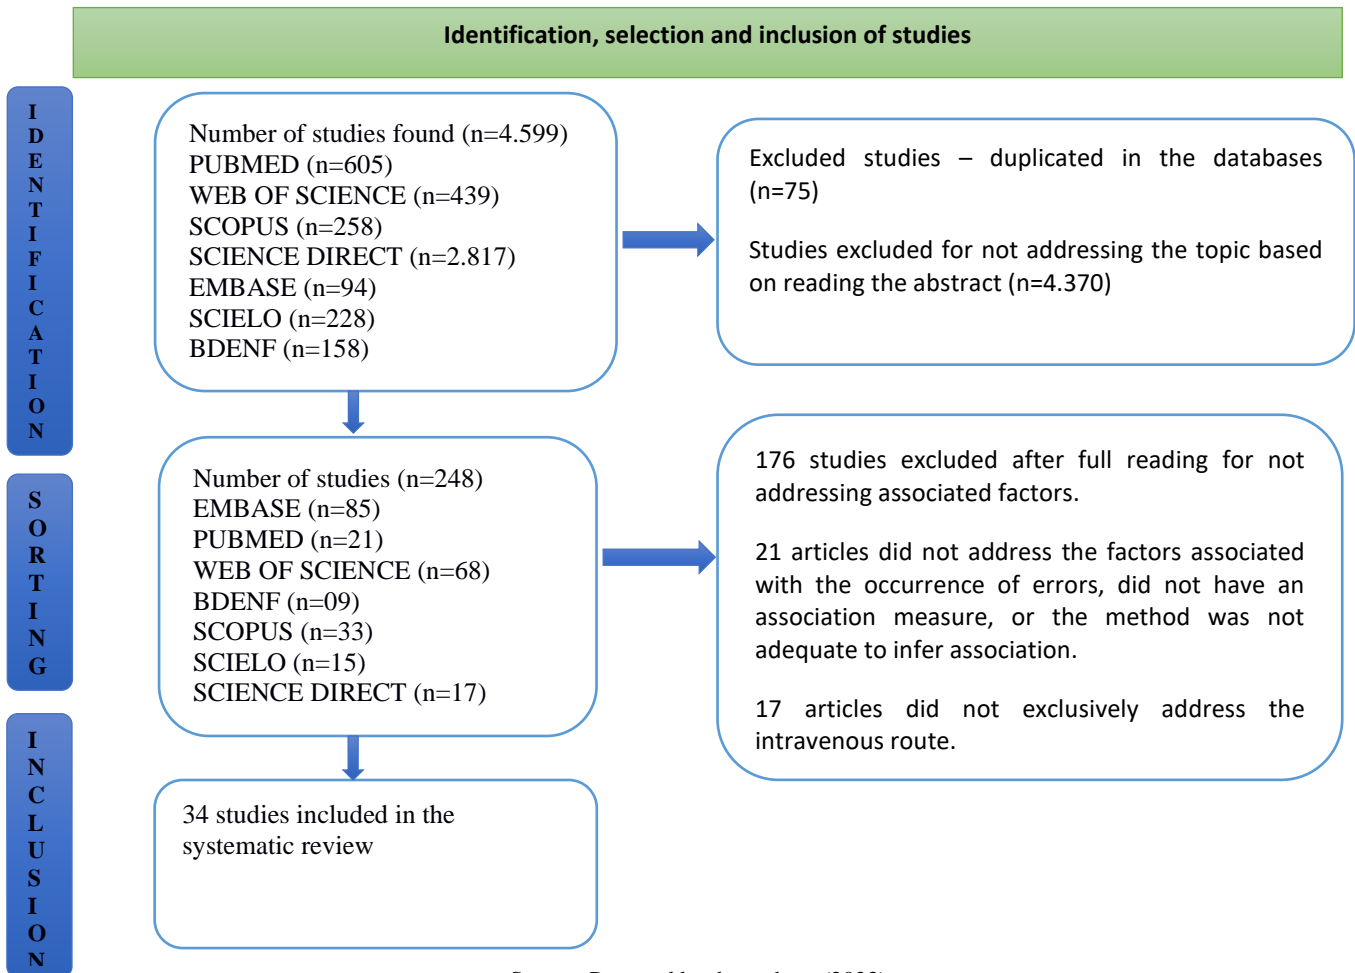 Identification, selection and inclusion of studies
IDENTIFICATION
Number of studies found (n=4.599)
PUBMED (n=605)
WEB OF SCIENCE (n=439)
SCOPUS (n=258)
SCIENCE DIRECT (n=2.817)
EMBASE (n=94)
SCIELO (n=228)
BDENF (n=158)
Excluded studies – duplicated in the databases
(n=75)
Studies excluded for not addressing the topic based
on reading the abstract (n=4.370)
SORTING
Number of studies (n=248)
EMBASE (n=85)
PUBMED (n=21)
WEB OF SCIENCE (n=68)
BDENF (n=09)
SCOPUS (n=33)
SCIELO (n=15)
SCIENCE DIRECT (n=17)
176 studies excluded after full reading for not
addressing associated factors.
21 articles did not address the factors associated
with the occurrence of errors, did not have an
association measure, or the method was not
adequate to infer association.
17 articles did not exclusively address the
intravenous route.
INCLUSION
34 studies included in the
systematic review